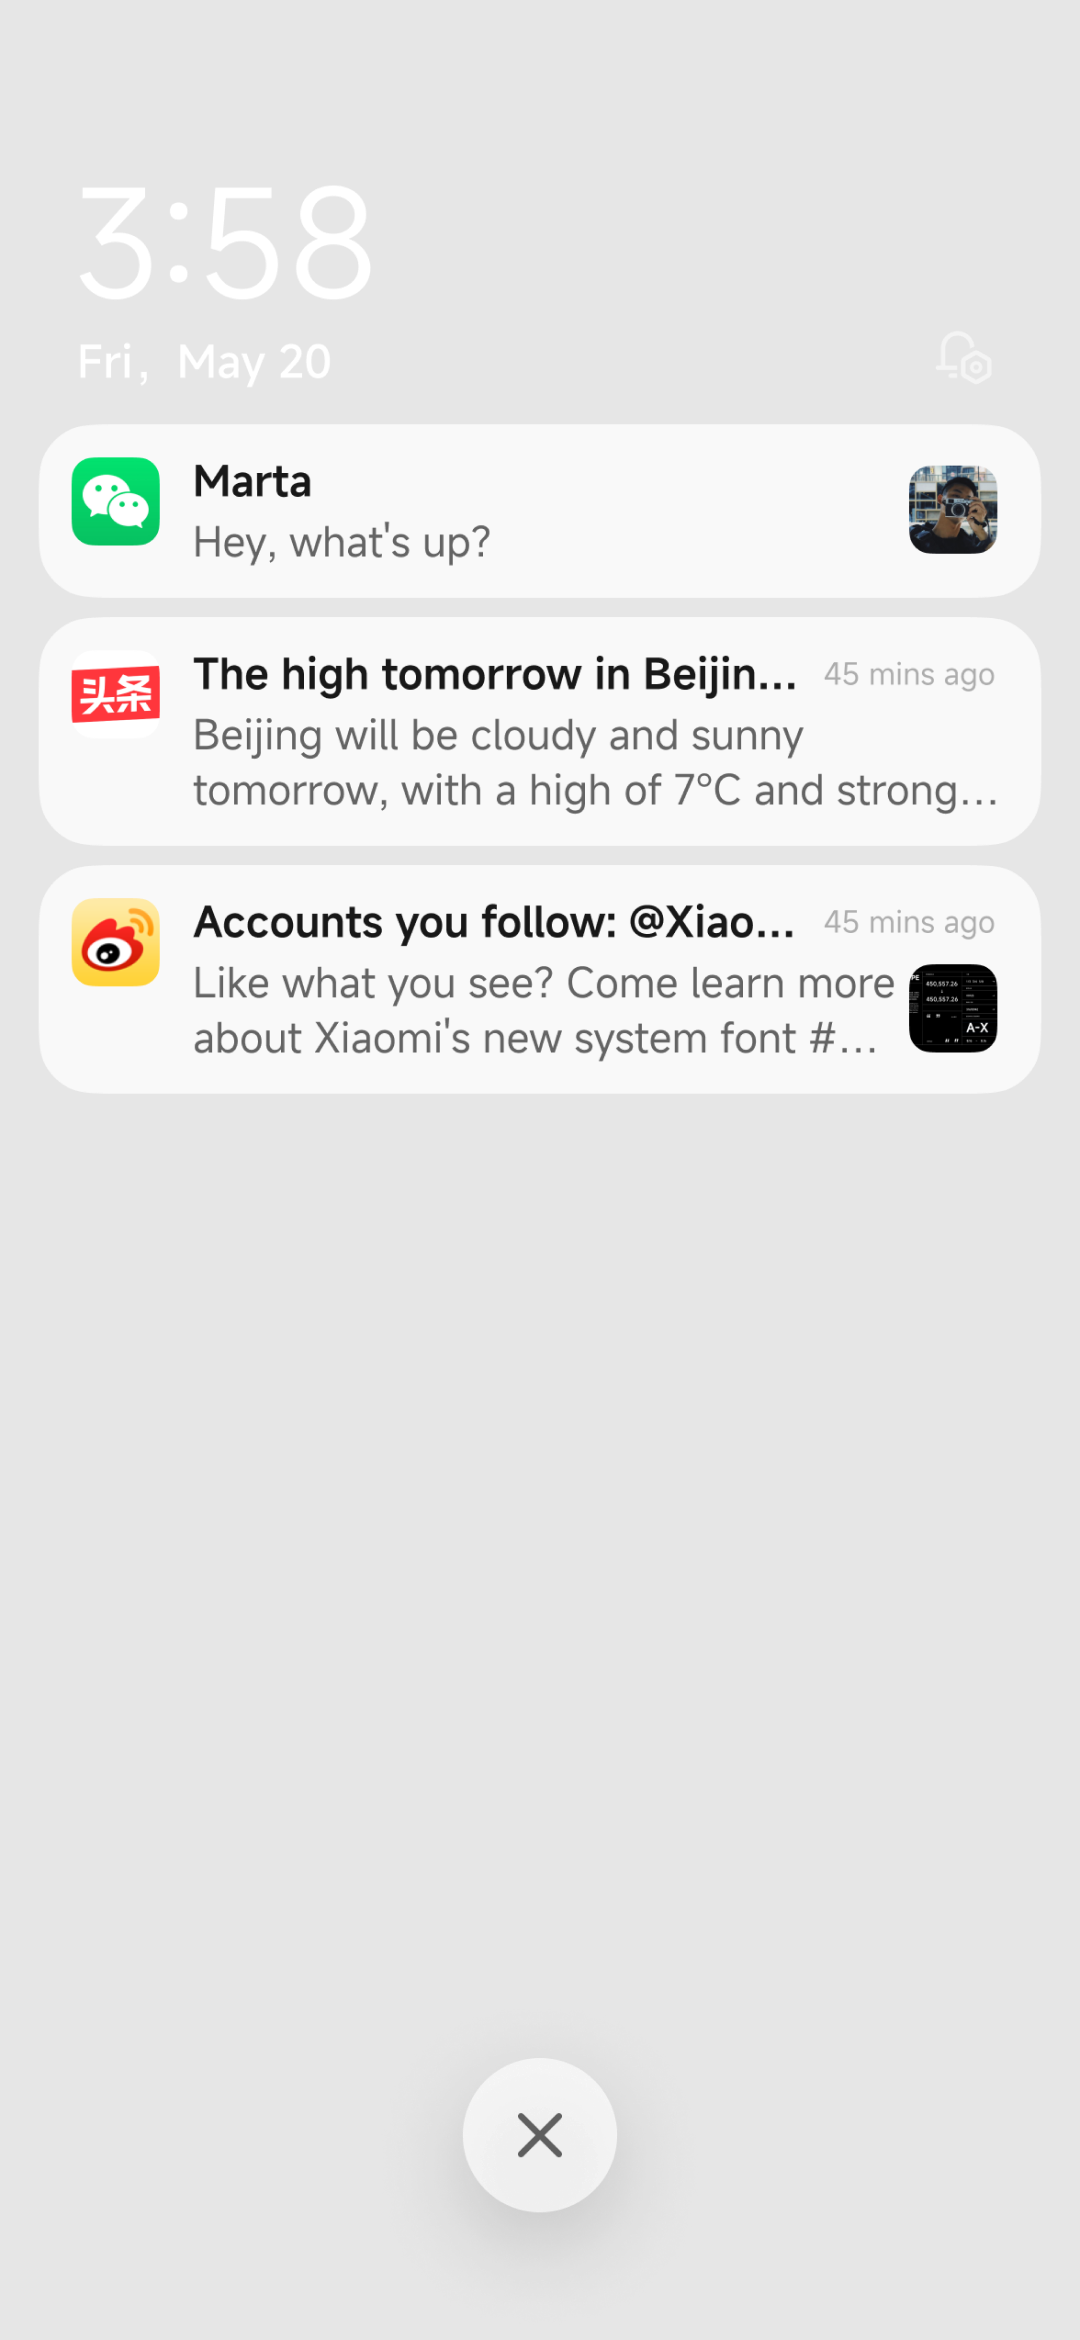 3:58
Fri, May 20
Marta
Hey, what's up?
头条
The high tomorrow in Beijin...
45 mins ago
Beijing will be cloudy and sunny
tomorrow, with a high of 7°C and strong...
Accounts you follow: @Xiao...
45 mins ago
Like what you see? Come learn more
about Xiaomi's new system font #...
450,557.26
450,557.26
A-X